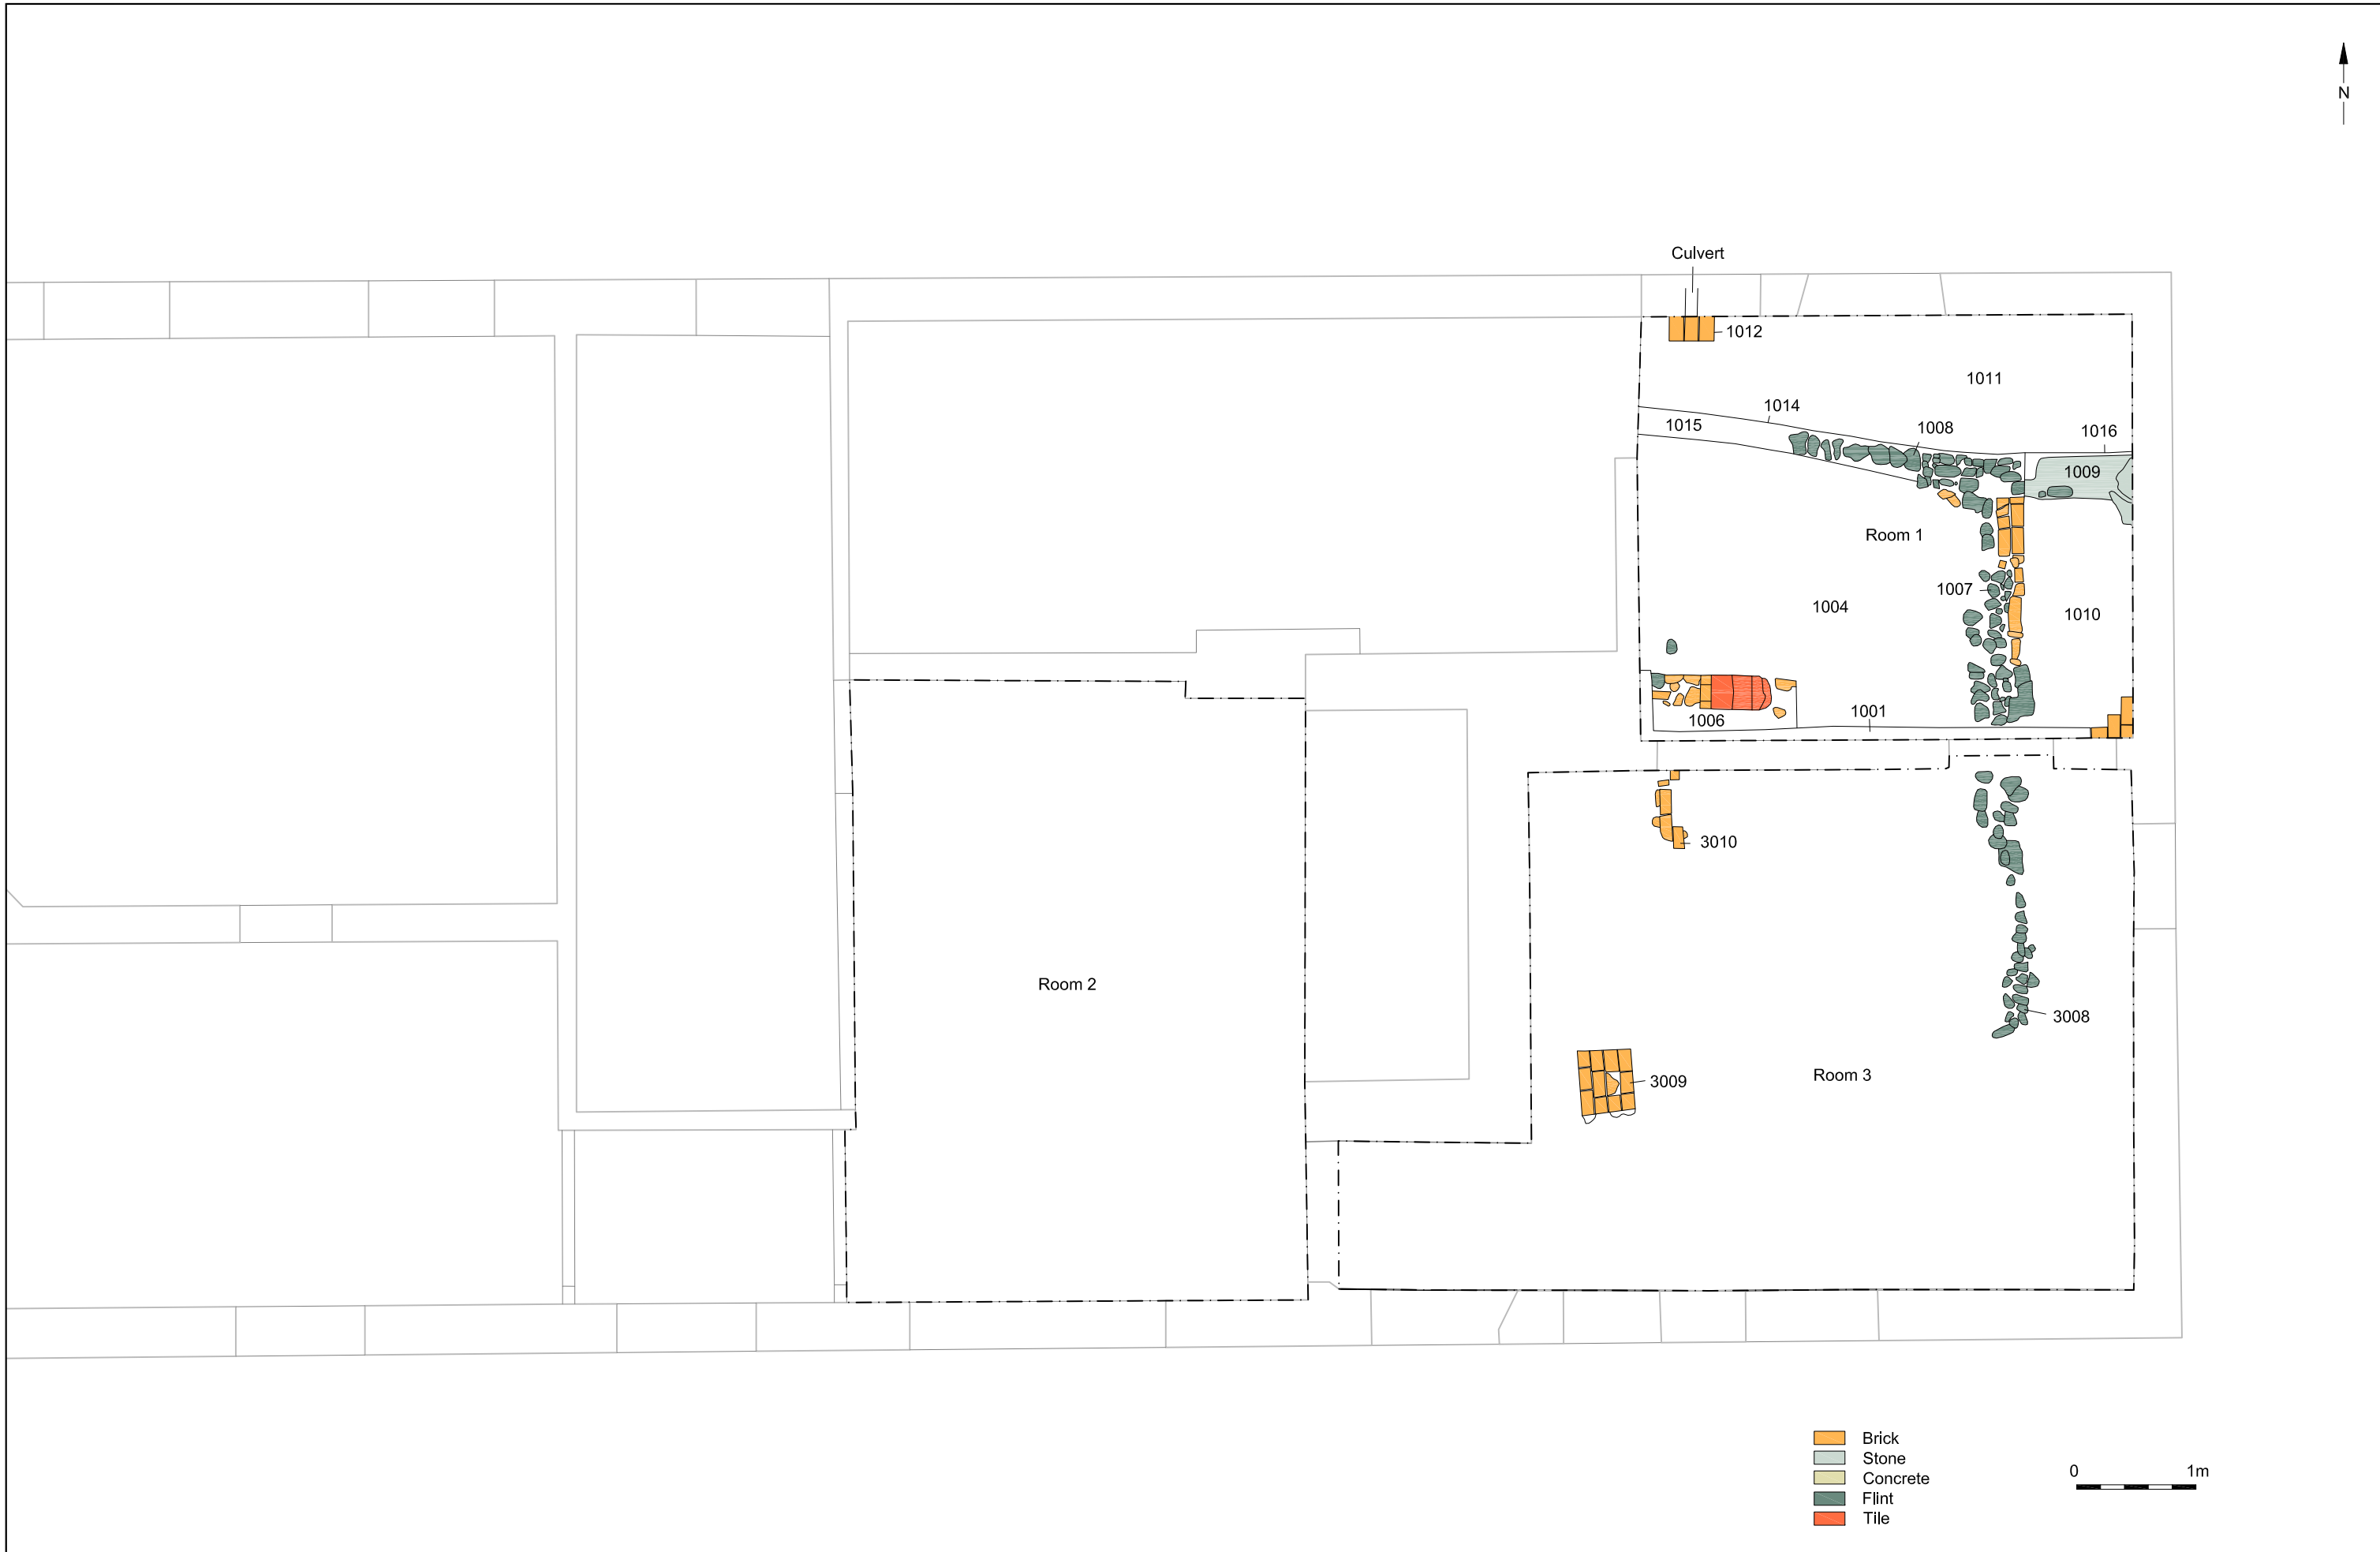 N
Culvert
1012
1011
1014
1015
1008
1016
1009
Room 1
1007
1004
1010
1001
1006
3010
Room 2
3008
Room 3
3009
Brick
Stone
Concrete
Flint
Tile
0 1m